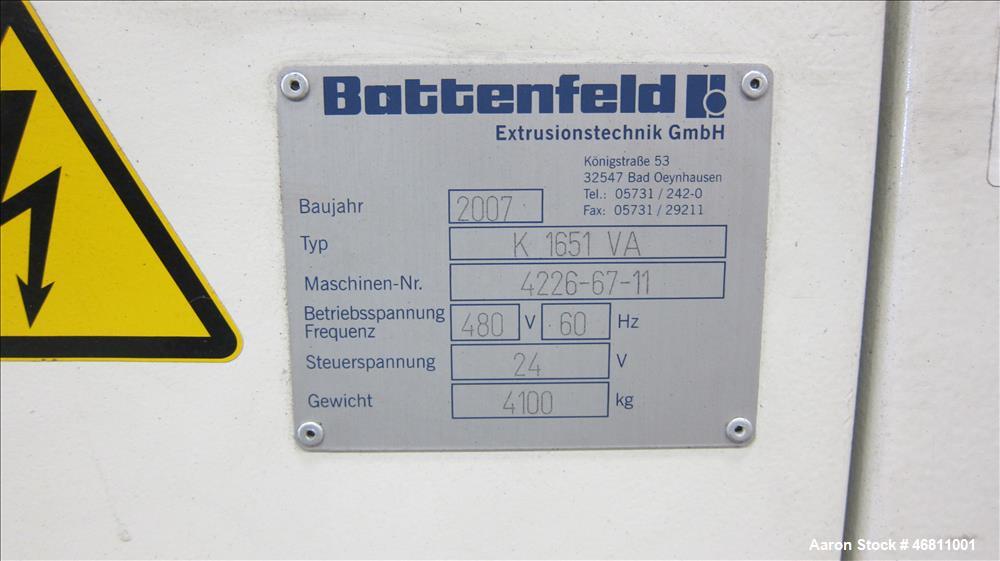 Battenfeld
Extrusionstechnik GmbH
Königstraße 53
32547 Bad Oeynhausen
Tel.: 05731 / 242-0
Fax: 05731 / 29211
Baujahr 2007
Typ K 1651 VA
Maschinen-Nr. 4226-67-11
Betriebsspannung
Frequenz 480 V 60 Hz
Steuerspannung 24 V
Gewicht 4100 kg
Aaron Stock # 46811001